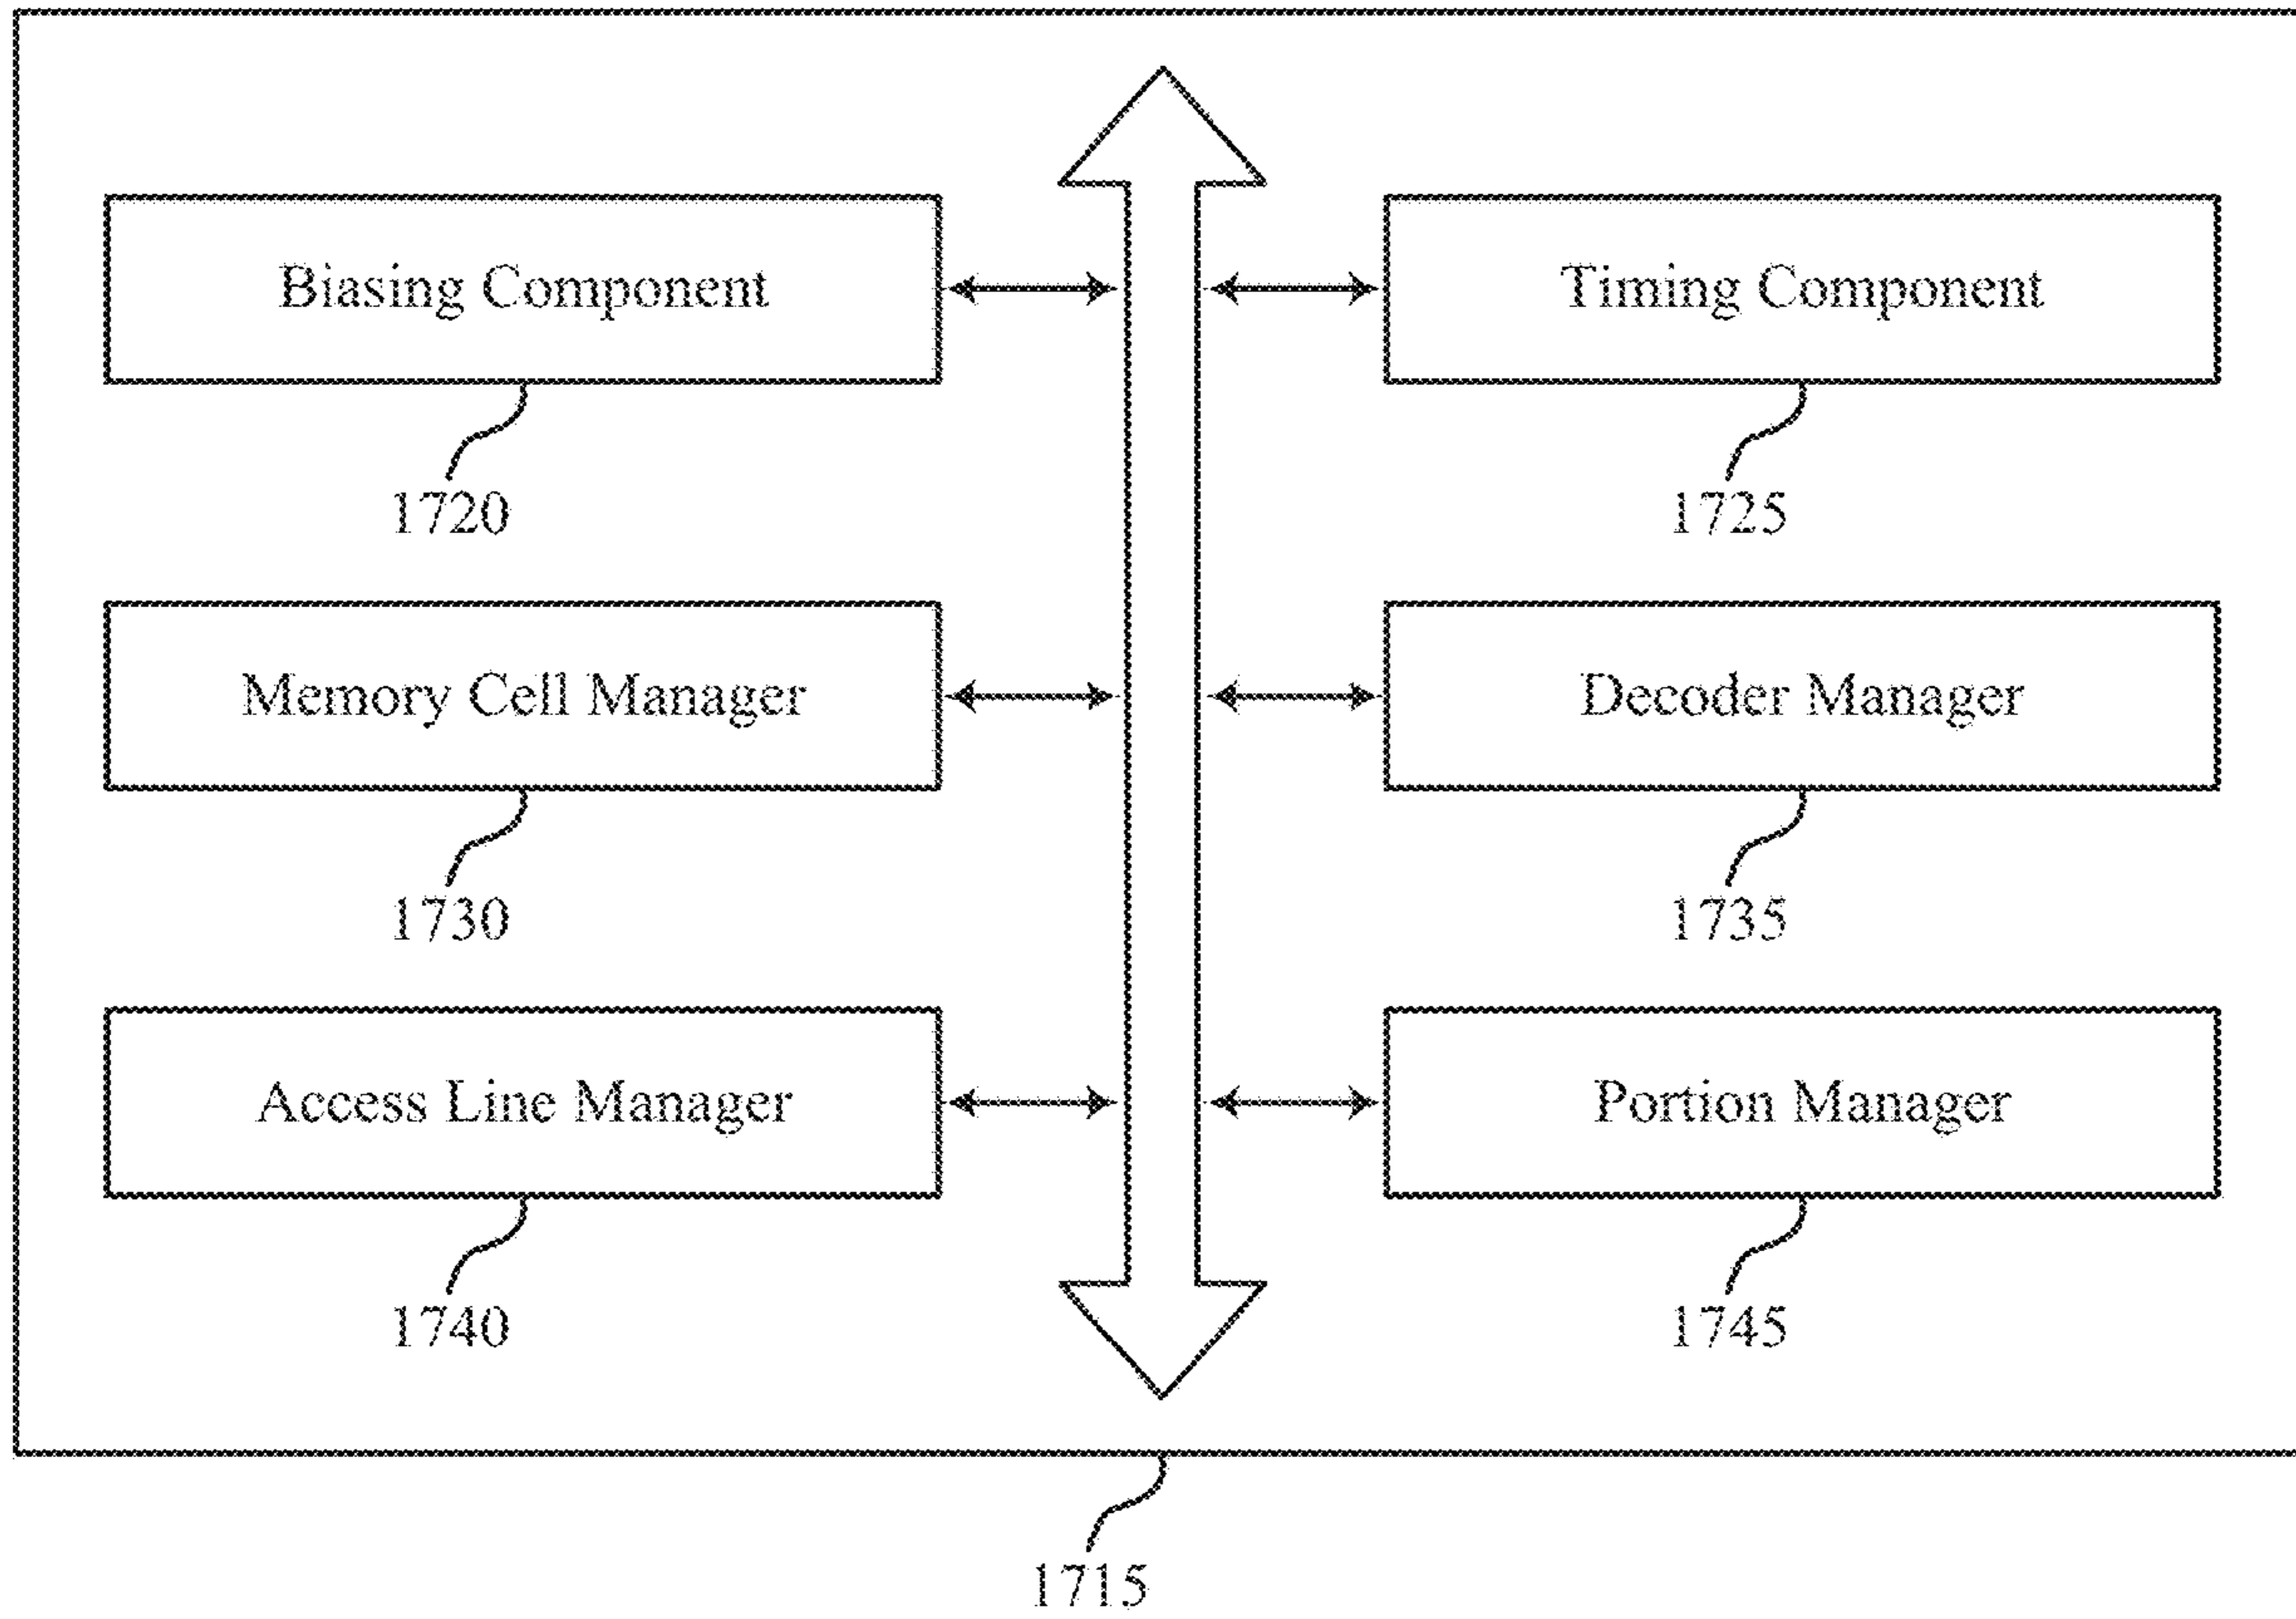 Biasing Component
Timing Component
1720
1725
Memory Cell Manager
Decoder Manager
1730
1735
Access Line Manager
Portion Manager
1740
1745
1715